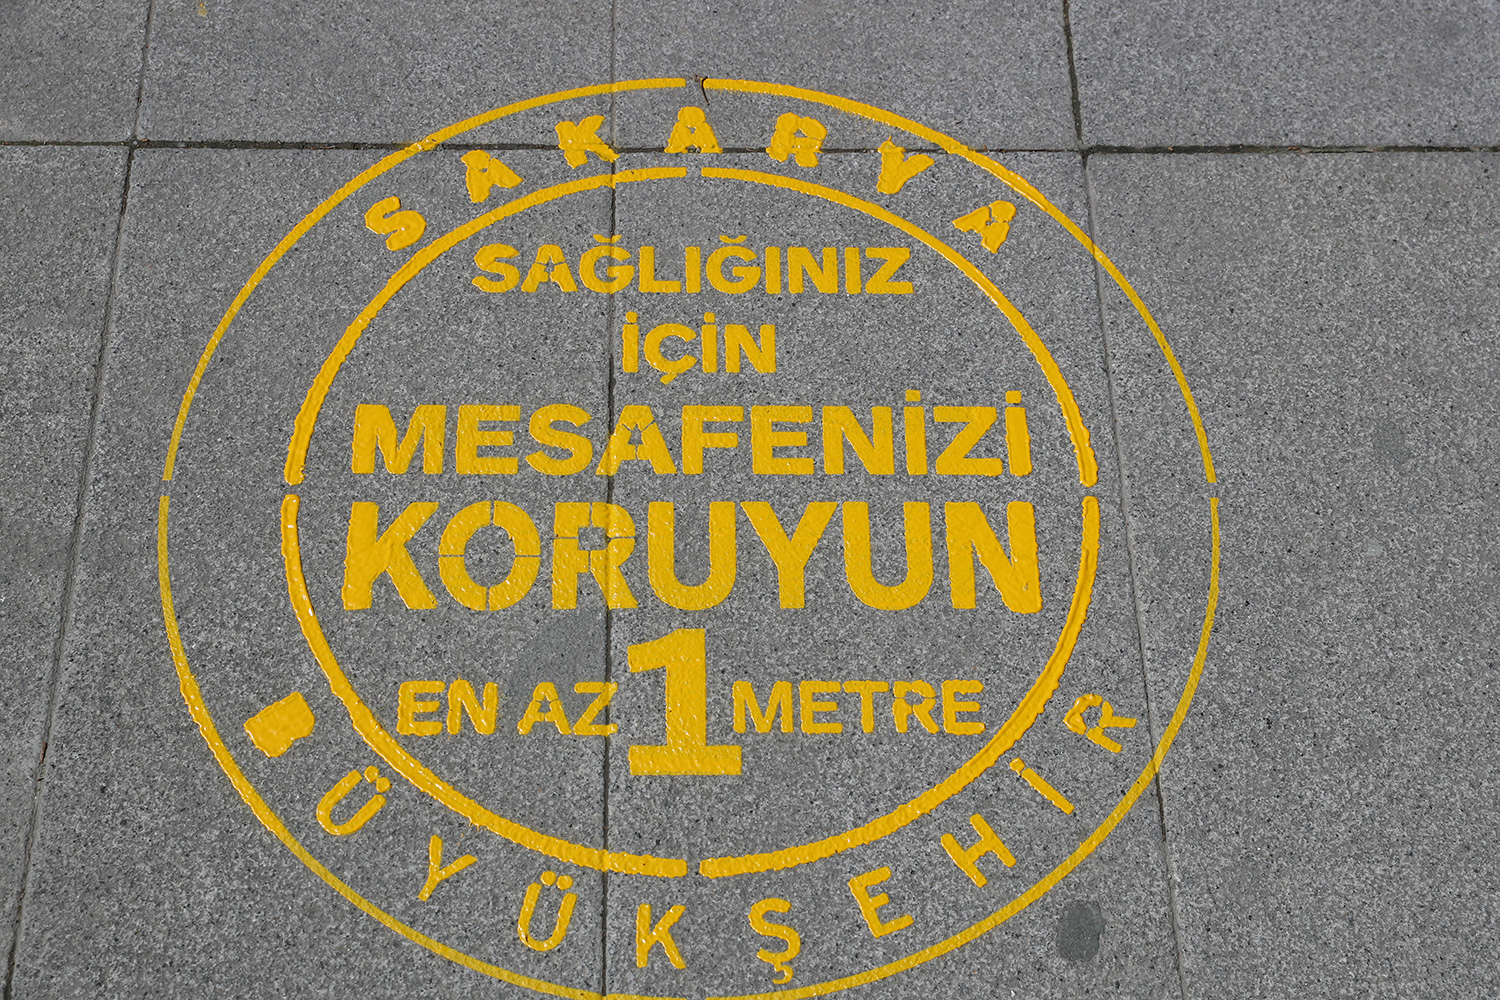 SAKARYA
SAĞLIĞINIZ
İÇİN
MESAFENİZİ
KORUYUN
EN AZ 1 METRE
BÜYÜKŞEHİR